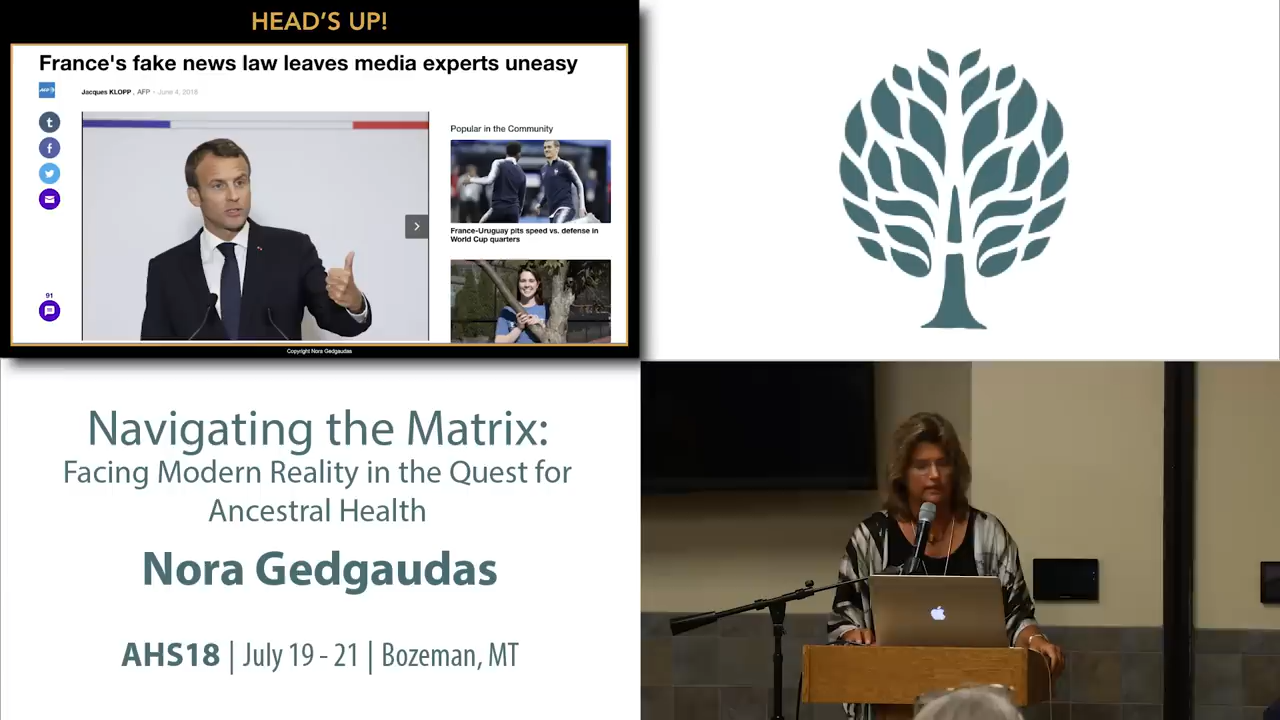 HEAD'S UP!
France's fake news law leaves media experts uneasy
AFP
Jacques KLOPP, AFP • June 4, 2018
Popular in the Community
France-Uruguay pits speed vs. defense in
World Cup quarters
91
Copyright Nora Gedgaudas
Navigating the Matrix:
Facing Modern Reality in the Quest for
Ancestral Health
Nora Gedgaudas
AHS18 | July 19 - 21 | Bozeman, MT